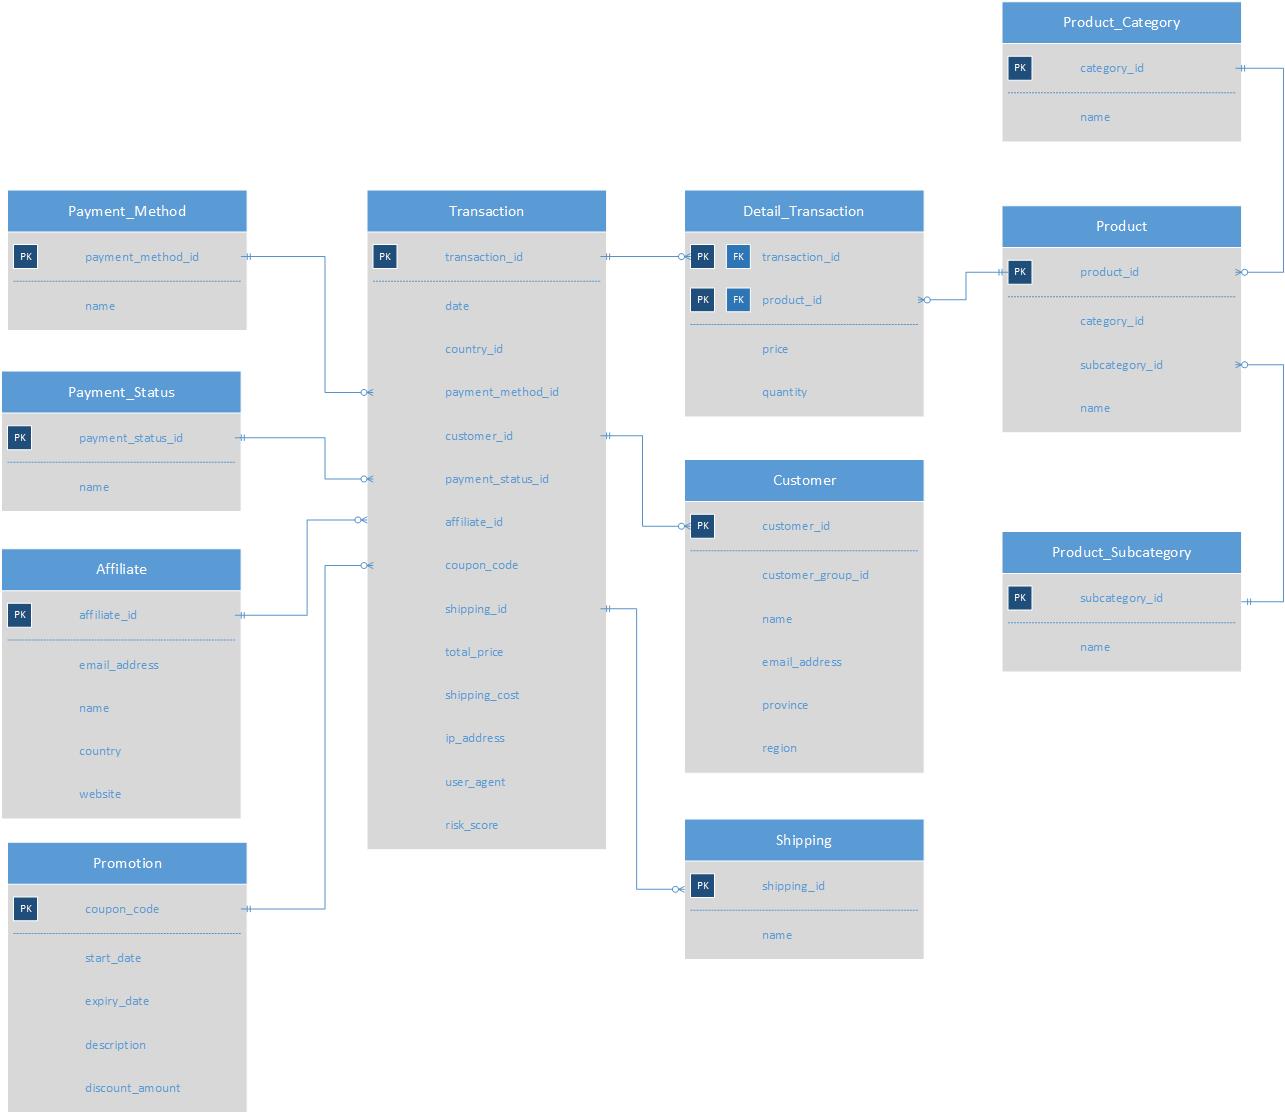 Product_Category
PK category_id
name
Payment_Method
PK payment_method_id
name
Transaction
PK transaction_id
date
country_id
payment_method_id
customer_id
payment_status_id
affiliate_id
coupon_code
shipping_id
total_price
shipping_cost
ip_address
user_agent
risk_score
Detail_Transaction
PK FK transaction_id
PK FK product_id
price
quantity
Product
PK product_id
category_id
subcategory_id
name
Payment_Status
PK payment_status_id
name
Customer
PK customer_id
customer_group_id
name
email_address
province
region
Product_Subcategory
PK subcategory_id
name
Affiliate
PK affiliate_id
email_address
name
country
website
Shipping
PK shipping_id
name
Promotion
PK coupon_code
start_date
expiry_date
description
discount_amount